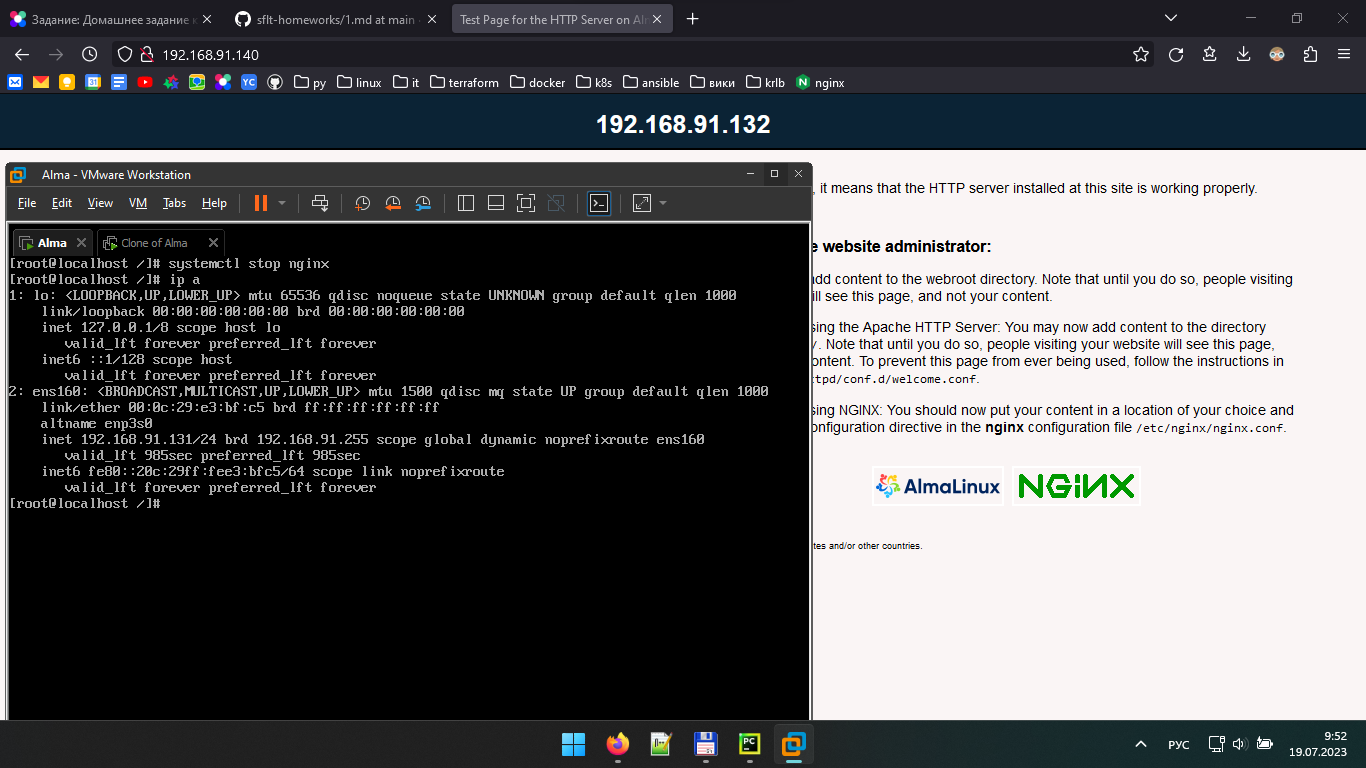 Задание: Домашнее задание к
sflt-homeworks/1.md at main ·
Test Page for the HTTP Server on Alm
192.168.91.140
py
linux
it
terraform
docker
k8s
ansible
вики
krlb
nginx
192.168.91.132
Alma - VMware Workstation
File Edit View VM Tabs Help
Alma
Clone of Alma
[root@localhost /]# systemctl stop nginx
[root@localhost /]# ip a
1: lo: <LOOPBACK,UP,LOWER_UP> mtu 65536 qdisc noqueue state UNKNOWN group default qlen 1000
link/loopback 00:00:00:00:00:00 brd 00:00:00:00:00:00
inet 127.0.0.1/8 scope host lo
valid_lft forever preferred_lft forever
inet6 ::1/128 scope host
valid_lft forever preferred_lft forever
2: ens160: <BROADCAST,MULTICAST,UP,LOWER_UP> mtu 1500 qdisc mq state UP group default qlen 1000
link/ether 00:0c:29:e3:bf:c5 brd ff:ff:ff:ff:ff:ff
altname enp3s0
inet 192.168.91.131/24 brd 192.168.91.255 scope global dynamic noprefixroute ens160
valid_lft 985sec preferred_lft 985sec
inet6 fe80::20c:29ff:fee3:bfc5/64 scope link noprefixroute
valid_lft forever preferred_lft forever
[root@localhost /]#
, it means that the HTTP server installed at this site is working properly.
e website administrator:
add content to the webroot directory. Note that until you do so, people visiting
ill see this page, and not your content.
sing the Apache HTTP Server: You may now add content to the directory
/. Note that until you do so, people visiting your website will see this page,
ontent. To prevent this page from ever being used, follow the instructions in
tpd/conf.d/welcome.conf.
sing NGINX: You should now put your content in a location of your choice and
onfiguration directive in the nginx configuration file /etc/nginx/nginx.conf.
AlmaLinux
NGINX
tes and/or other countries.
РУС
9:52
19.07.2023